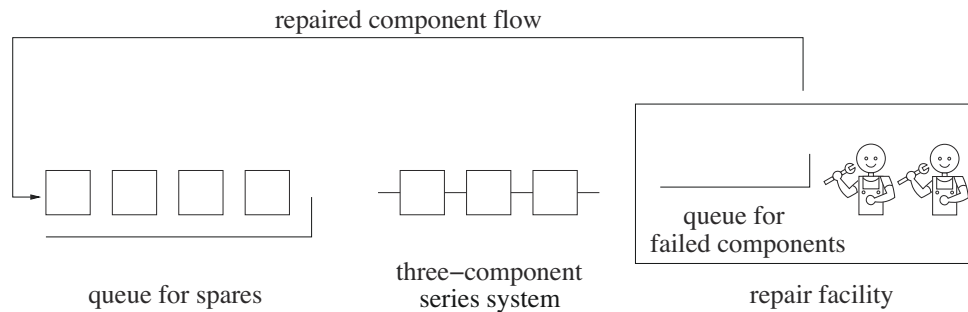 repaired component flow
queue for
failed components
queue for spares
three−component
series system
repair facility